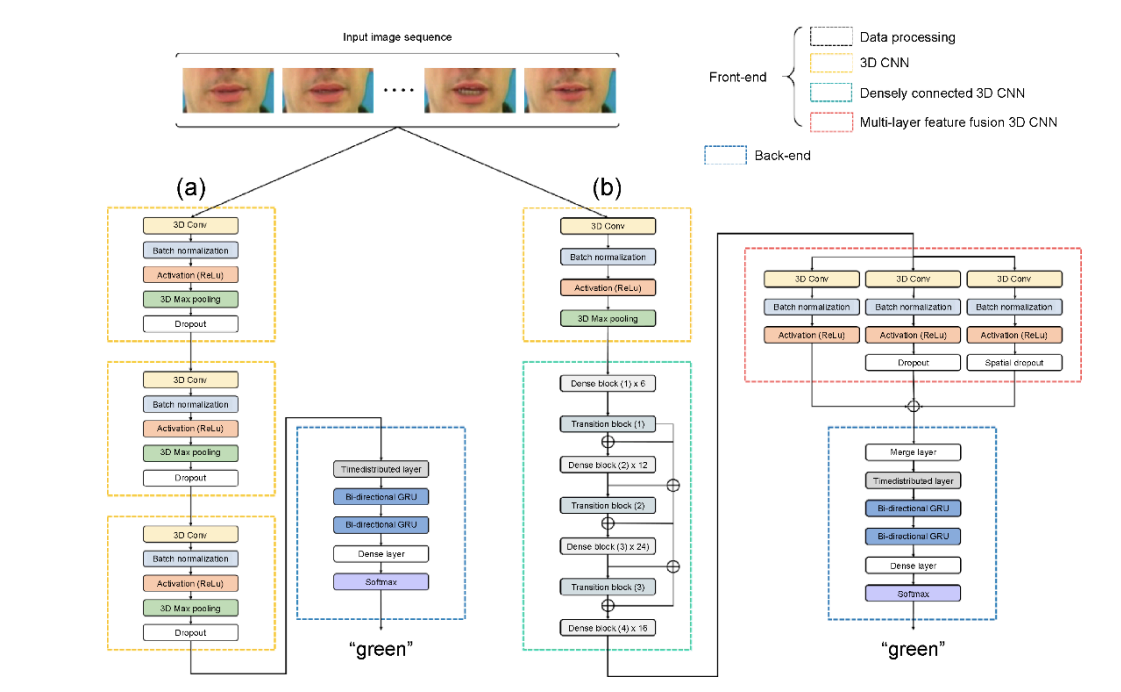 Input image sequence
Front-end
Data processing
3D CNN
Densely connected 3D CNN
Multi-layer feature fusion 3D CNN
Back-end
(a)
3D Conv
Batch normalization
Activation (ReLu)
3D Max pooling
Dropout
3D Conv
Batch normalization
Activation (ReLu)
3D Max pooling
Dropout
3D Conv
Batch normalization
Activation (ReLu)
3D Max pooling
Dropout
Timedistributed layer
Bi-directional GRU
Bi-directional GRU
Dense layer
Softmax
“green”
(b)
3D Conv
Batch normalization
Activation (ReLu)
3D Max pooling
Dense block (1) x 6
Transition block (1)
Dense block (2) x 12
Transition block (2)
Dense block (3) x 24)
Transition block (3)
Dense block (4) x 16
3D Conv
Batch normalization
Activation (ReLu)
3D Conv
Batch normalization
Activation (ReLu)
Dropout
3D Conv
Batch normalization
Activation (ReLu)
Spatial dropout
Merge layer
Timedistributed layer
Bi-directional GRU
Bi-directional GRU
Dense layer
Softmax
“green”